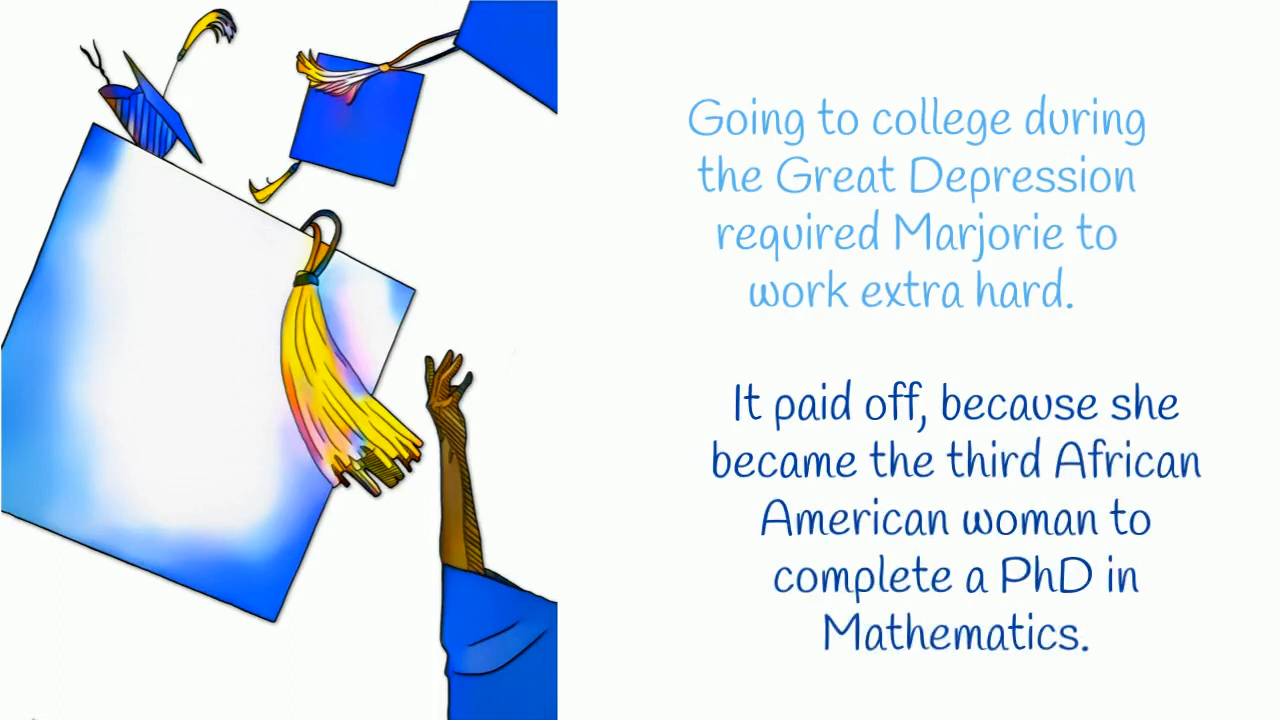 Going to college during
the Great Depression
required Marjorie to
work extra hard.
It paid off, because she
became the third African
American woman to
complete a PhD in
Mathematics.